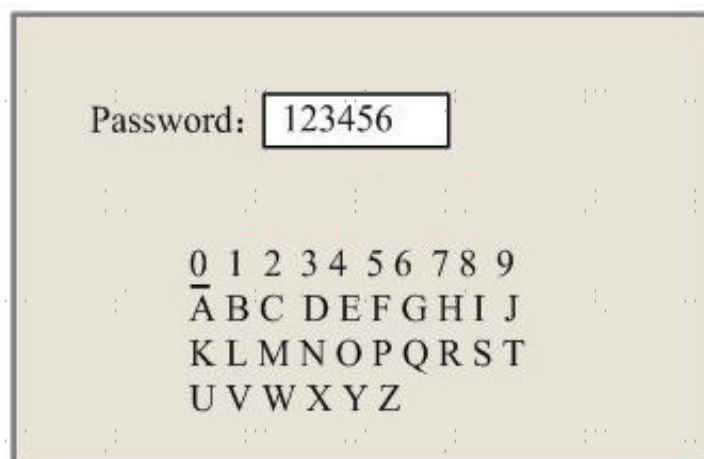 Password: 123456
0 1 2 3 4 5 6 7 8 9
A B C D E F G H I J
K L M N O P Q R S T
U V W X Y Z